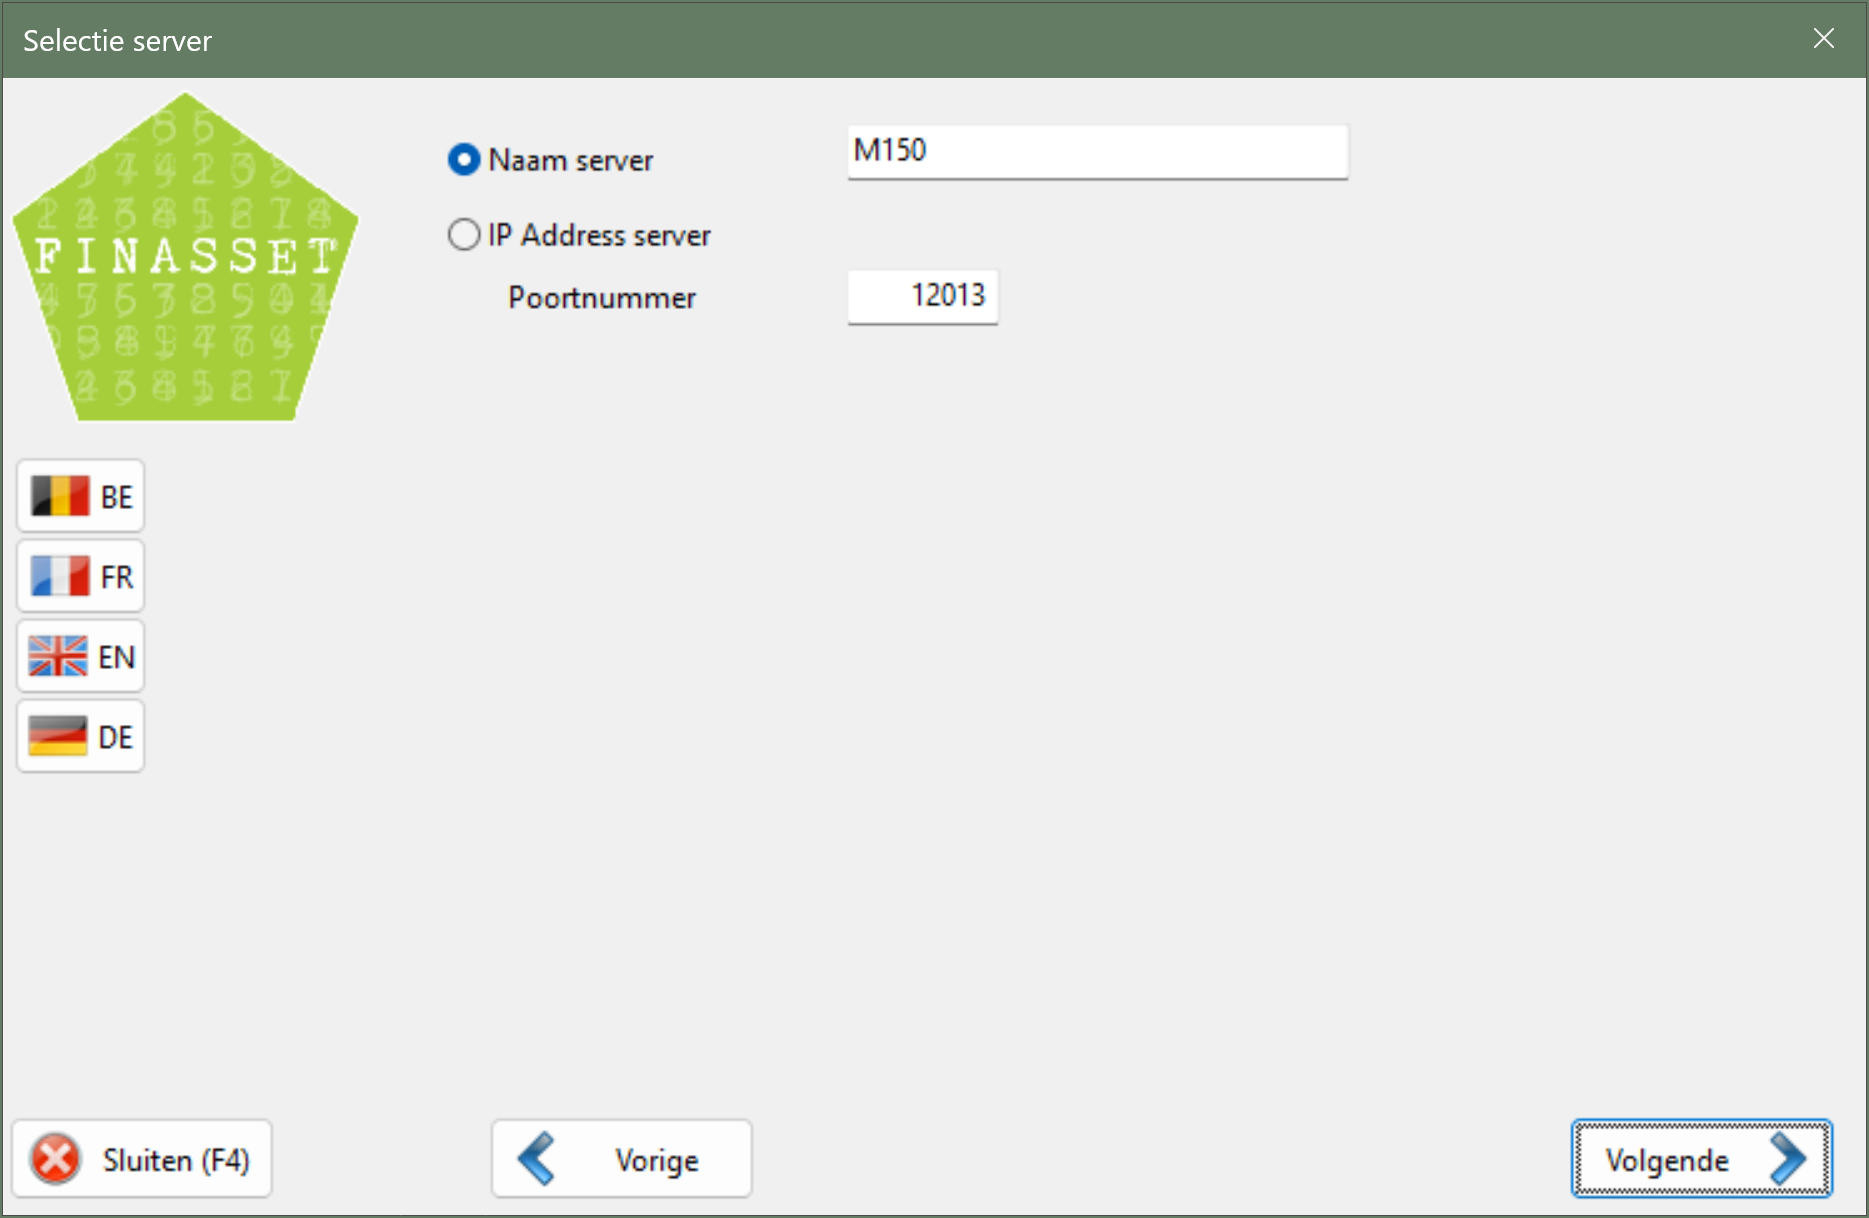 Selectie server
FINASSET
Naam server
M150
IP Address server
Poortnummer
12013
BE
FR
EN
DE
Sluiten (F4)
Vorige
Volgende